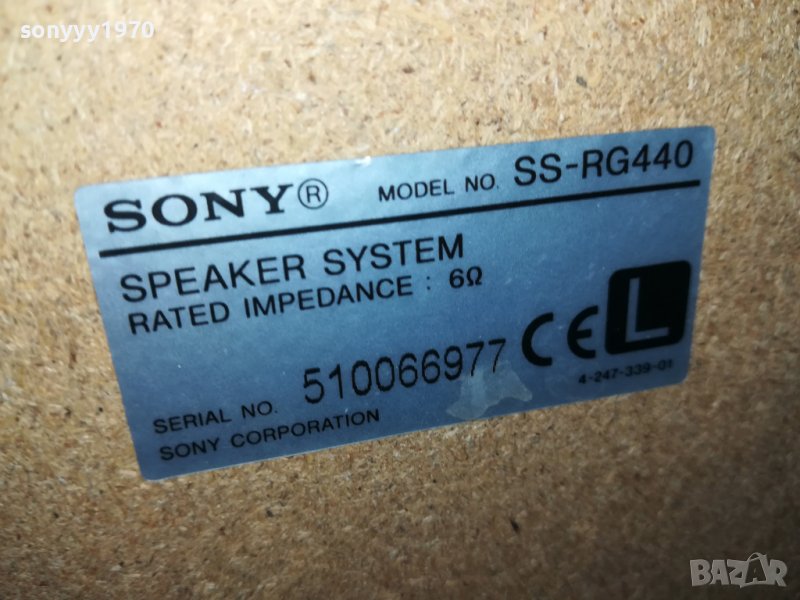 sonyyy1970
SONY® MODEL NO. SS-RG440
SPEAKER SYSTEM
RATED IMPEDANCE : 6Ω
CE L
SERIAL NO. 510066977
4-247-339-01
SONY CORPORATION
BAZAR